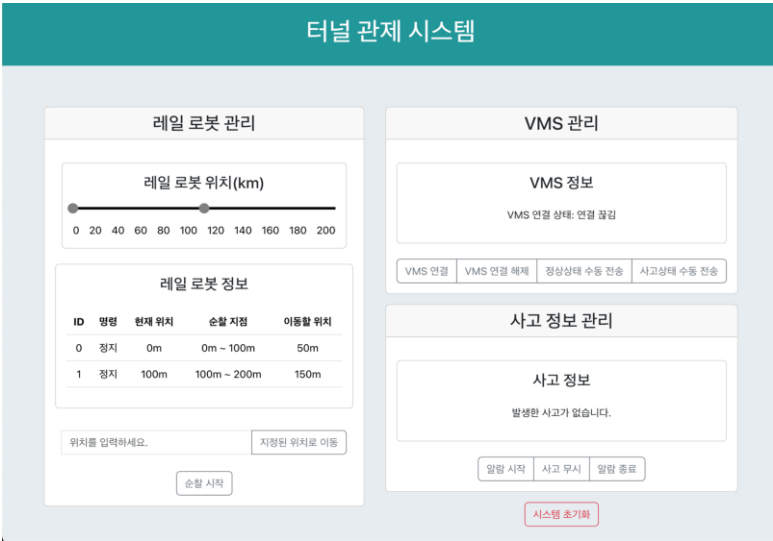 터널 관제 시스템
레일 로봇 관리
레일 로봇 위치(km)
0 20 40 60 80 100 120 140 160 180 200
레일 로봇 정보
ID 명령 현재 위치 순찰 지점 이동할 위치
0 정지 0m 0m ~ 100m 50m
1 정지 100m 100m ~ 200m 150m
위치를 입력하세요. 지정된 위치로 이동
순찰 시작
VMS 관리
VMS 정보
VMS 연결 상태: 연결 끊김
VMS 연결 VMS 연결 해제 정상상태 수동 전송 사고상태 수동 전송
사고 정보 관리
사고 정보
발생한 사고가 없습니다.
알람 시작 사고 무시 알람 종료
시스템 초기화